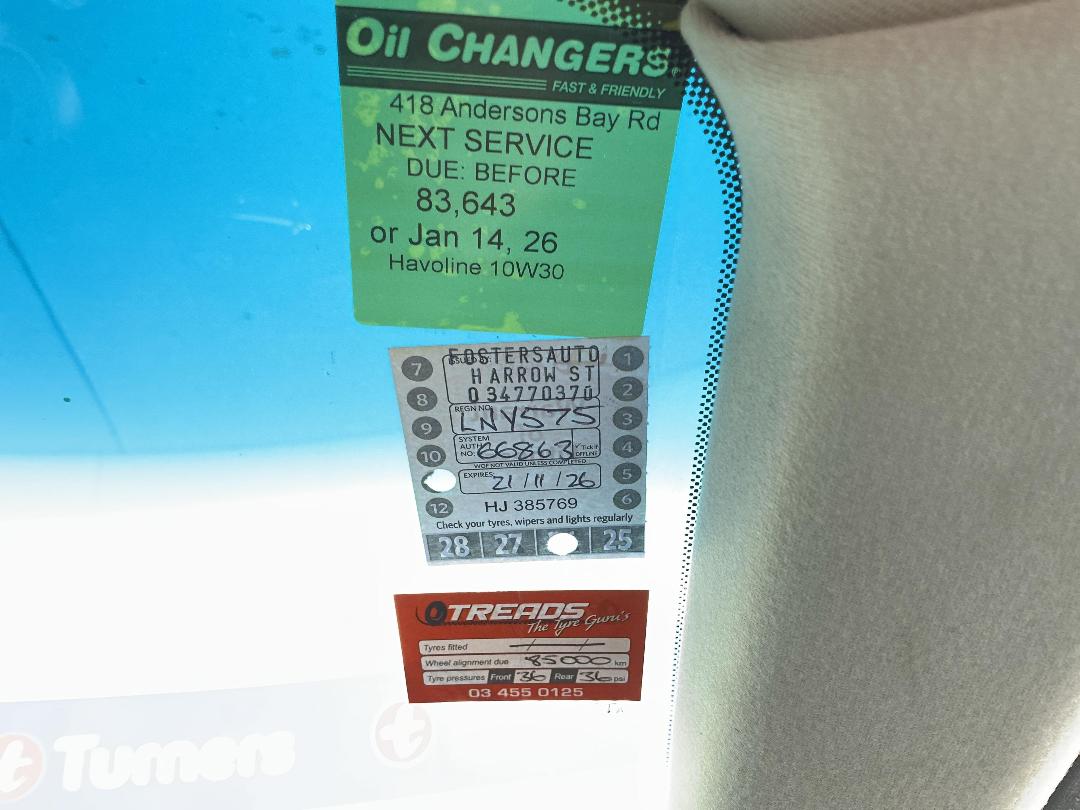 Oil CHANGERS
FAST & FRIENDLY
418 Andersons Bay Rd
NEXT SERVICE
DUE: BEFORE
83,643
or Jan 14, 26
Havoline 10W30
FOSTERSAUTO
HARROW ST
034770370
7
8
9
10
12
1
2
3
4
5
6
REGN NO:
LNY575
SYSTEM AUTH NO: 66863 ✓ Tick if OFFLINE
WOF NOT VALID UNLESS COMPLETED
EXPIRES: 21/11/26
HJ 385769
Check your tyres, wipers and lights regularly
28 27 25
TREADS
The Tyre Guru's
Tyres fitted
Wheel alignment due 85000 km
Tyre pressures Front 36 Rear 36 psi
03 455 0125
Turners